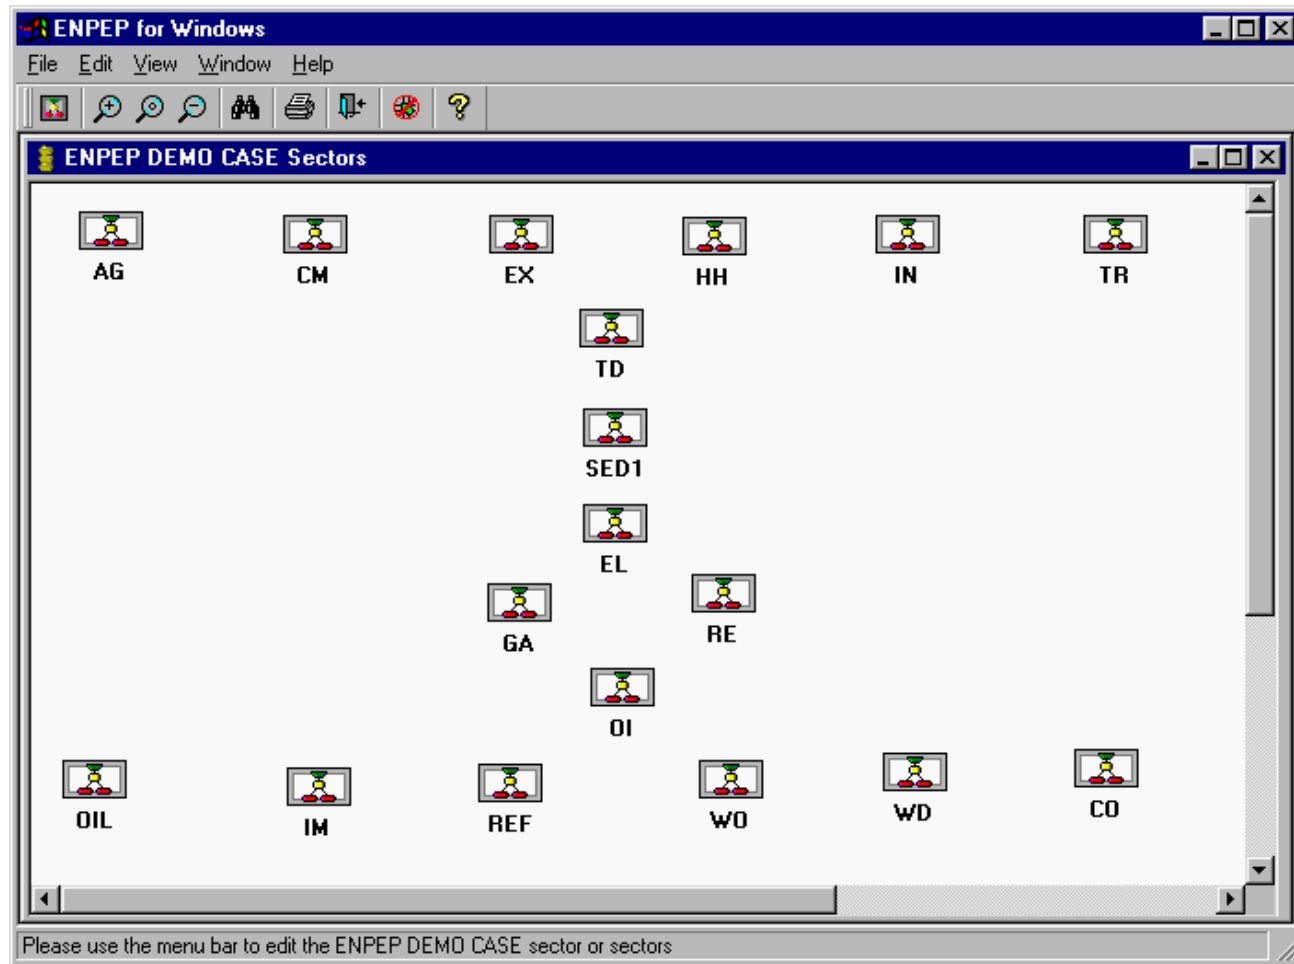 ENPEP for Windows
File Edit View Window Help
ENPEP DEMO CASE Sectors
AG CM EX HH IN TR
TD
SED1
EL
GA RE
OI
OIL IM REF WO WD CO
Please use the menu bar to edit the ENPEP DEMO CASE sector or sectors